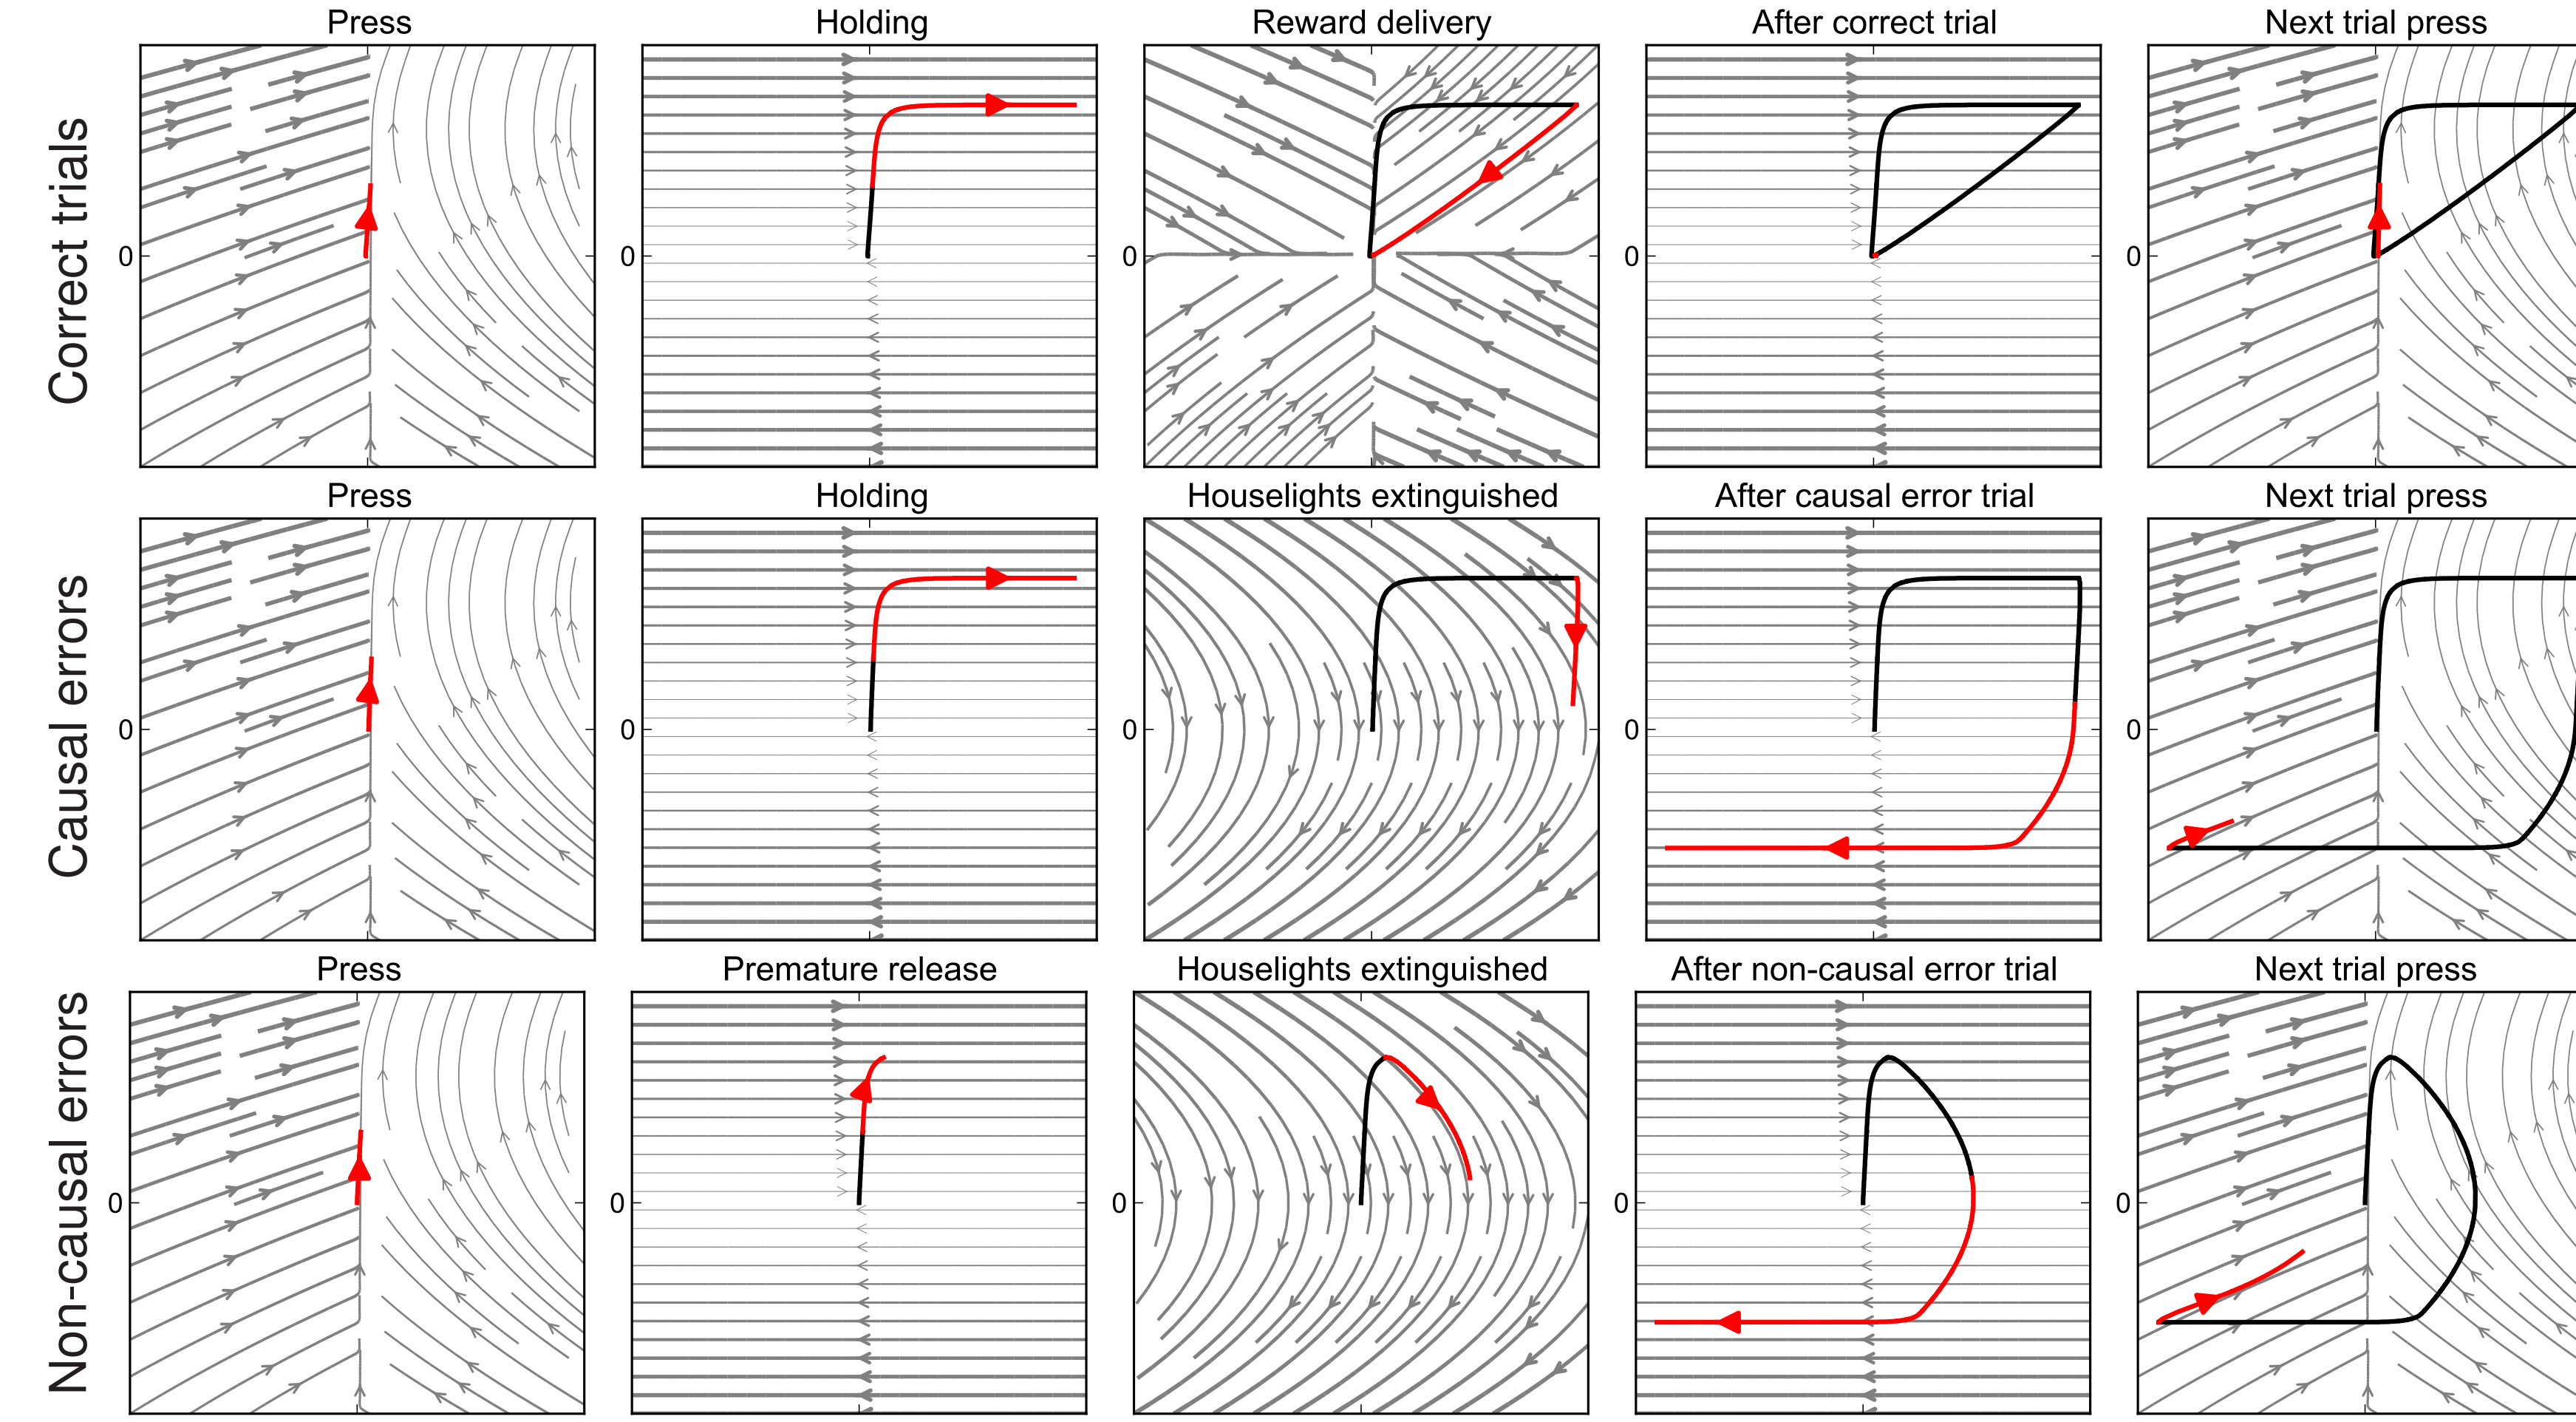 Press Holding Reward delivery After correct trial Next trial press
Correct trials
0 0 0 0 0
Press Holding Houselights extinguished After causal error trial Next trial press
Causal errors
0 0 0 0 0
Press Premature release Houselights extinguished After non-causal error trial Next trial press
Non-causal errors
0 0 0 0 0